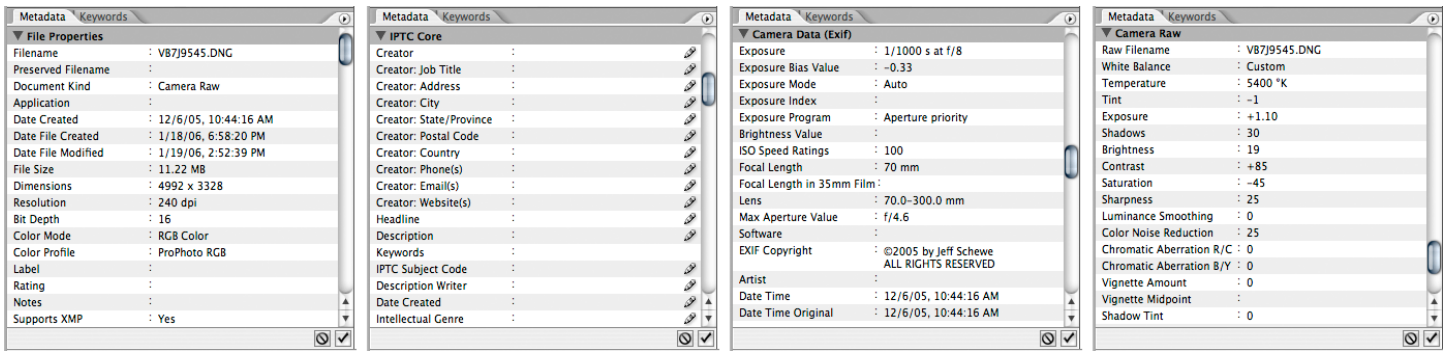 Metadata Keywords
File Properties
Filename : VB7J9545.DNG
Preserved Filename :
Document Kind : Camera Raw
Application :
Date Created : 12/6/05, 10:44:16 AM
Date File Created : 1/18/06, 6:58:20 PM
Date File Modified : 1/19/06, 2:52:39 PM
File Size : 11.22 MB
Dimensions : 4992 x 3328
Resolution : 240 dpi
Bit Depth : 16
Color Mode : RGB Color
Color Profile : ProPhoto RGB
Label :
Rating :
Notes :
Supports XMP : Yes
Metadata Keywords
IPTC Core
Creator :
Creator: Job Title :
Creator: Address :
Creator: City :
Creator: State/Province :
Creator: Postal Code :
Creator: Country :
Creator: Phone(s) :
Creator: Email(s) :
Creator: Website(s) :
Headline :
Description :
Keywords :
IPTC Subject Code :
Description Writer :
Date Created :
Intellectual Genre :
Metadata Keywords
Camera Data (Exif)
Exposure : 1/1000 s at f/8
Exposure Bias Value : -0.33
Exposure Mode : Auto
Exposure Index :
Exposure Program : Aperture priority
Brightness Value :
ISO Speed Ratings : 100
Focal Length : 70 mm
Focal Length in 35mm Film :
Lens : 70.0-300.0 mm
Max Aperture Value : f/4.6
Software :
EXIF Copyright : ©2005 by Jeff Schewe
ALL RIGHTS RESERVED
Artist :
Date Time : 12/6/05, 10:44:16 AM
Date Time Original : 12/6/05, 10:44:16 AM
Metadata Keywords
Camera Raw
Raw Filename : VB7J9545.DNG
White Balance : Custom
Temperature : 5400 °K
Tint : -1
Exposure : +1.10
Shadows : 30
Brightness : 19
Contrast : +85
Saturation : -45
Sharpness : 25
Luminance Smoothing : 0
Color Noise Reduction : 25
Chromatic Aberration R/C : 0
Chromatic Aberration B/Y : 0
Vignette Amount : 0
Vignette Midpoint :
Shadow Tint : 0